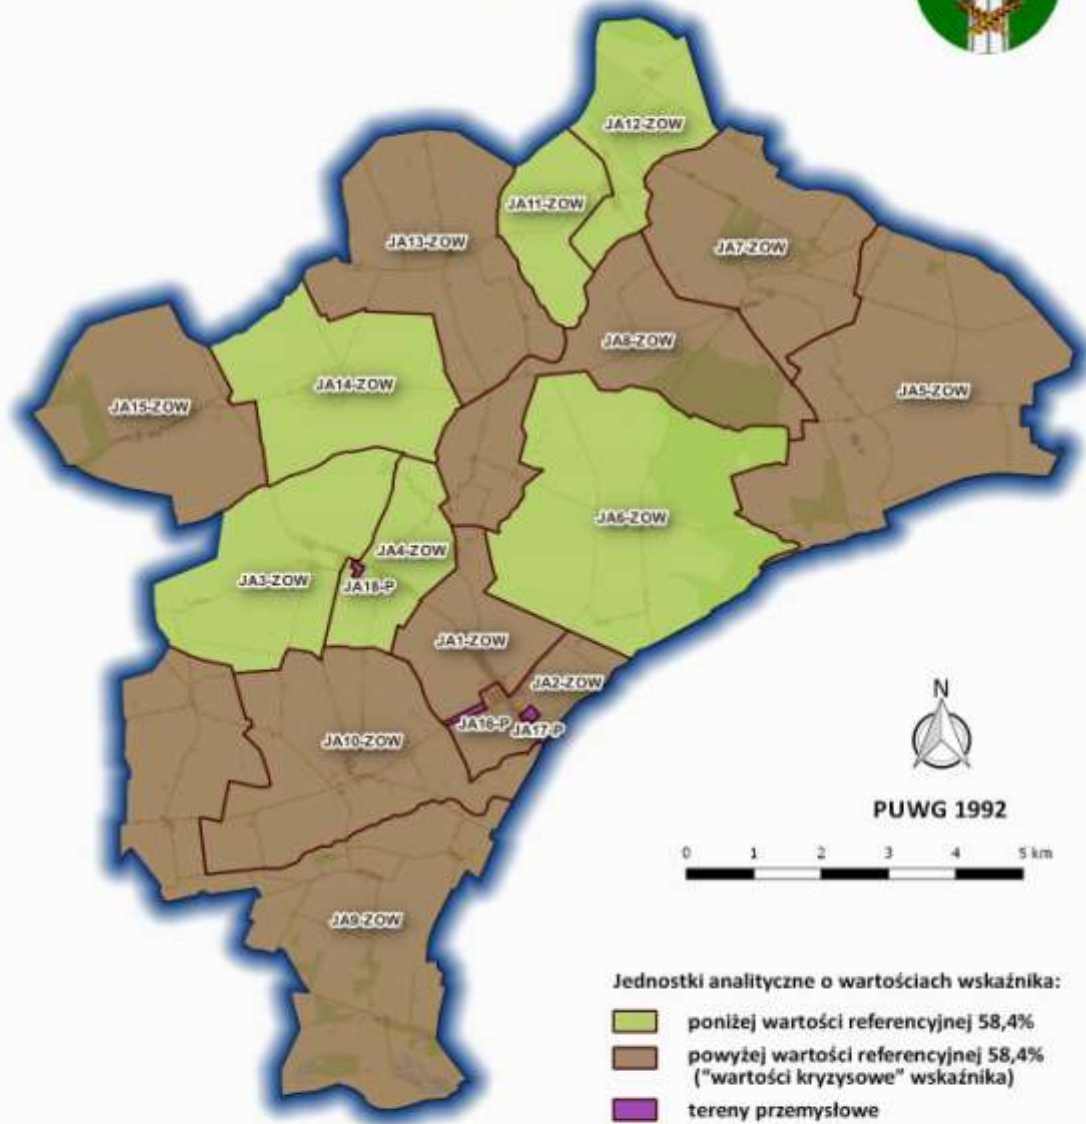 JA12-ZOW
JA11-ZOW
JA13-ZOW
JA7-ZOW
JA8-ZOW
JA14-ZOW
JA5-ZOW
JA15-ZOW
JA6-ZOW
JA4-ZOW
JA3-ZOW
JA18-P
JA1-ZOW
JA2-ZOW
JA16-P
JA17-P
JA10-ZOW
JA9-ZOW
N
PUWG 1992
0 1 2 3 4 5 km
Jednostki analityczne o wartościach wskaźnika:
poniżej wartości referencyjnej 58,4%
powyżej wartości referencyjnej 58,4%
("wartości kryzysowe" wskaźnika)
tereny przemysłowe